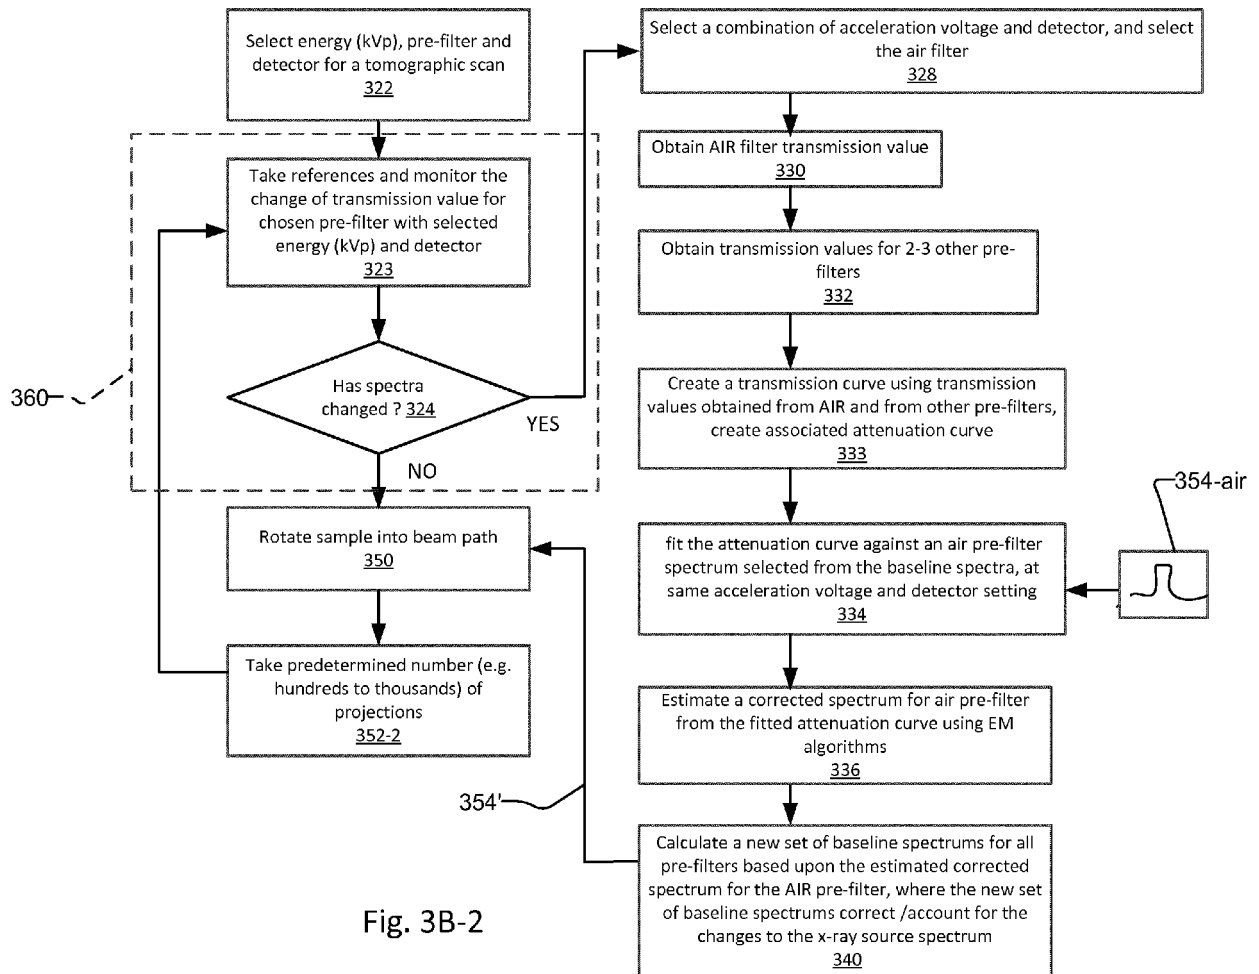 Select energy (kVp), pre-filter and
detector for a tomographic scan
322
Take references and monitor the
change of transmission value for
chosen pre-filter with selected
energy (kVp) and detector
323
Has spectra
changed ? 324
YES
NO
360
Rotate sample into beam path
350
Take predetermined number (e.g.
hundreds to thousands) of
projections
352-2
354'
Select a combination of acceleration voltage and detector, and select
the air filter
328
Obtain AIR filter transmission value
330
Obtain transmission values for 2-3 other pre-
filters
332
Create a transmission curve using transmission
values obtained from AIR and from other pre-filters,
create associated attenuation curve
333
fit the attenuation curve against an air pre-filter
spectrum selected from the baseline spectra, at
same acceleration voltage and detector setting
334
354-air
Estimate a corrected spectrum for air pre-filter
from the fitted attenuation curve using EM
algorithms
336
Calculate a new set of baseline spectrums for all
pre-filters based upon the estimated corrected
spectrum for the AIR pre-filter, where the new set
of baseline spectrums correct /account for the
changes to the x-ray source spectrum
340
Fig. 3B-2